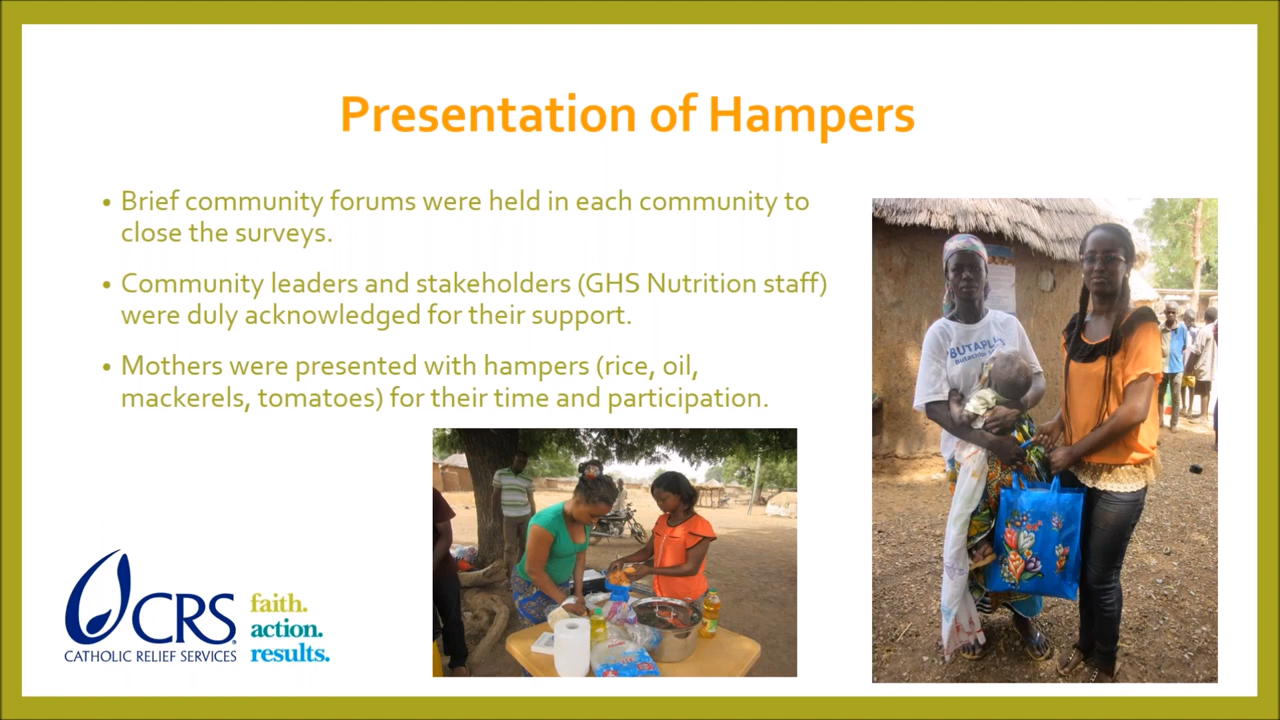 Presentation of Hampers
• Brief community forums were held in each community to
close the surveys.
• Community leaders and stakeholders (GHS Nutrition staff)
were duly acknowledged for their support.
• Mothers were presented with hampers (rice, oil,
mackerels, tomatoes) for their time and participation.
BUTAPLUS
CRS
CATHOLIC RELIEF SERVICES
faith.
action.
results.